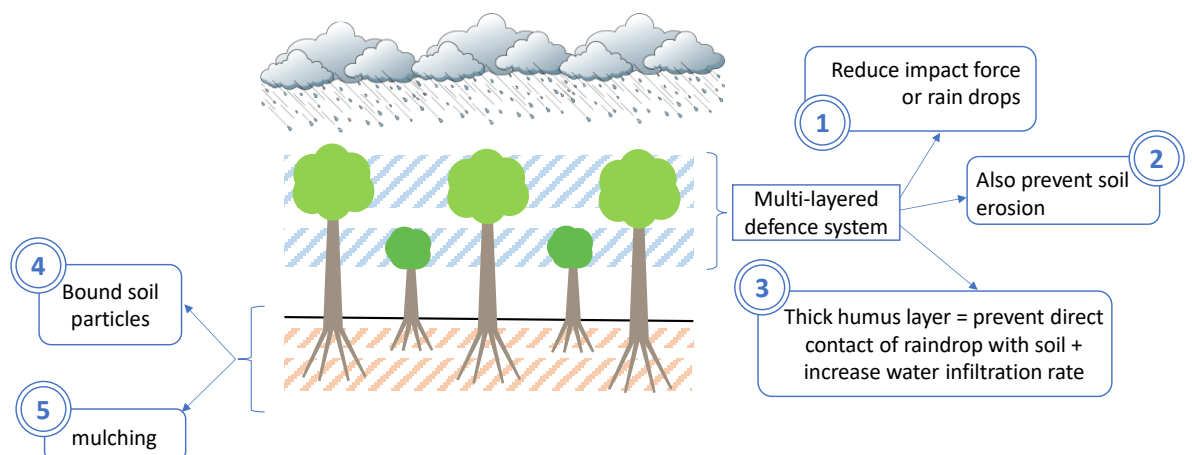 Reduce impact force
or rain drops
1
2
Also prevent soil
erosion
Multi-layered
defence system
3
Thick humus layer = prevent direct
contact of raindrop with soil +
increase water infiltration rate
4
Bound soil
particles
5
mulching